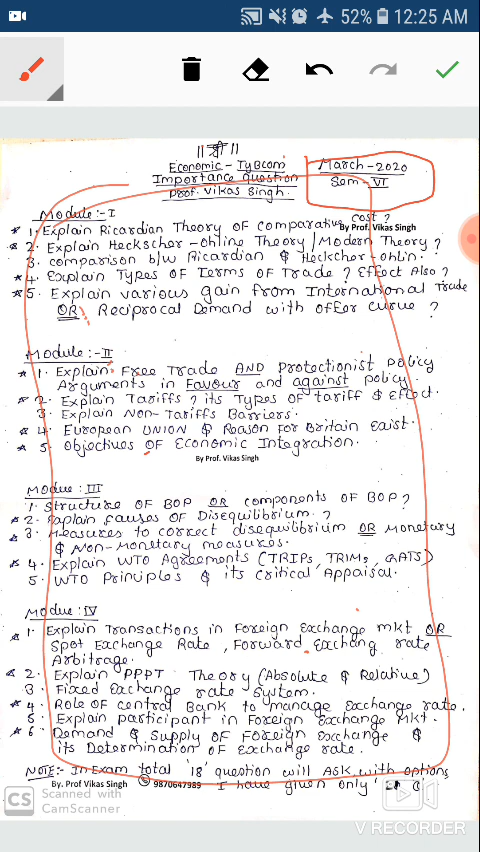 52% 12:25 AM
|| श्री ||
Economic - TyBcom
Importance Question
Prof. Vikas Singh.
March - 2020
Sem - VI
Module :- I
* 1. Explain Ricardian Theory OF comparative cost ?
By Prof. Vikas Singh
* 2. Explain Heckscher - ohline Theory / Modern Theory ?
3. comparison b/w Ricardian & Heckcher - ohlin.
* 4. Explain Types of Terms OF Trade ? Effect Also ?
* 5. Explain various gain from International Trade
OR Reciprocal Demand with offer curve ?
Module :- II
* 1. Explain Free Trade AND Protectionist policy
Arguments in Favour and against policy
* 2. Explain Tariffs ? its Types of tariff & Effect.
3. Explain Non - Tariffs Barriers.
* 4. European UNION & Reason For Britain Exist.
* 5. Objectives OF Economic Integration.
By Prof. Vikas Singh
Modue : III
1. Structure OF BOP OR components OF BOP ?
* 2. Explain causes OF Disequilibrium. ?
* 3. Measures to correct disequilibrium OR Monetary
& Non-Monetary measures.
* 4. Explain WTO Agreements (TRIPs, TRIMs, GATS)
5. WTO Principles & its critical Appraisal.
Modue : IV
* 1. Explain Transactions in Foreign Exchange mkt OR
Spot Exchange Rate, Forward Exchang rate
Arbitrage.
* 2. Explain PPPT Theory (Absolute & Relative)
3. Fixed Exchange rate System.
* 4. Role OF central Bank to manage Exchange rate.
5. Explain participant in Foreign Exchange Mkt.
* 6. Demand & Supply OF Foreign Exchange &
its Determination OF Exchange rate.
NOTE:- In Exam total '18' question will ASK with options
By. Prof Vikas Singh 9870647989 I have given only
CS Scanned with
CamScanner
V RECORDER